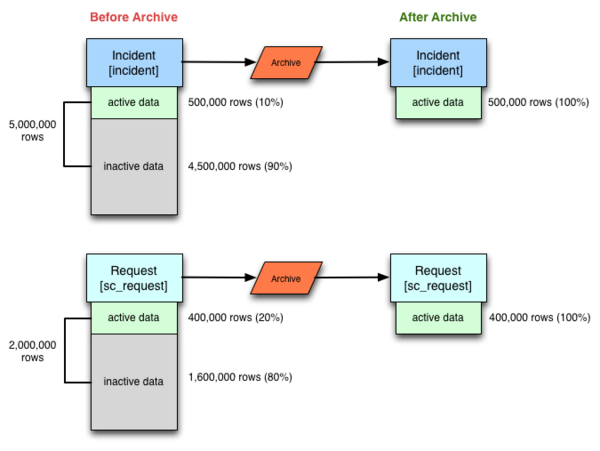 Before Archive
After Archive
Incident
[incident]
Archive
Incident
[incident]
active data
500,000 rows (10%)
active data
500,000 rows (100%)
5,000,000
rows
inactive data
4,500,000 rows (90%)
Request
[sc_request]
Archive
Request
[sc_request]
active data
400,000 rows (20%)
active data
400,000 rows (100%)
2,000,000
rows
inactive data
1,600,000 rows (80%)